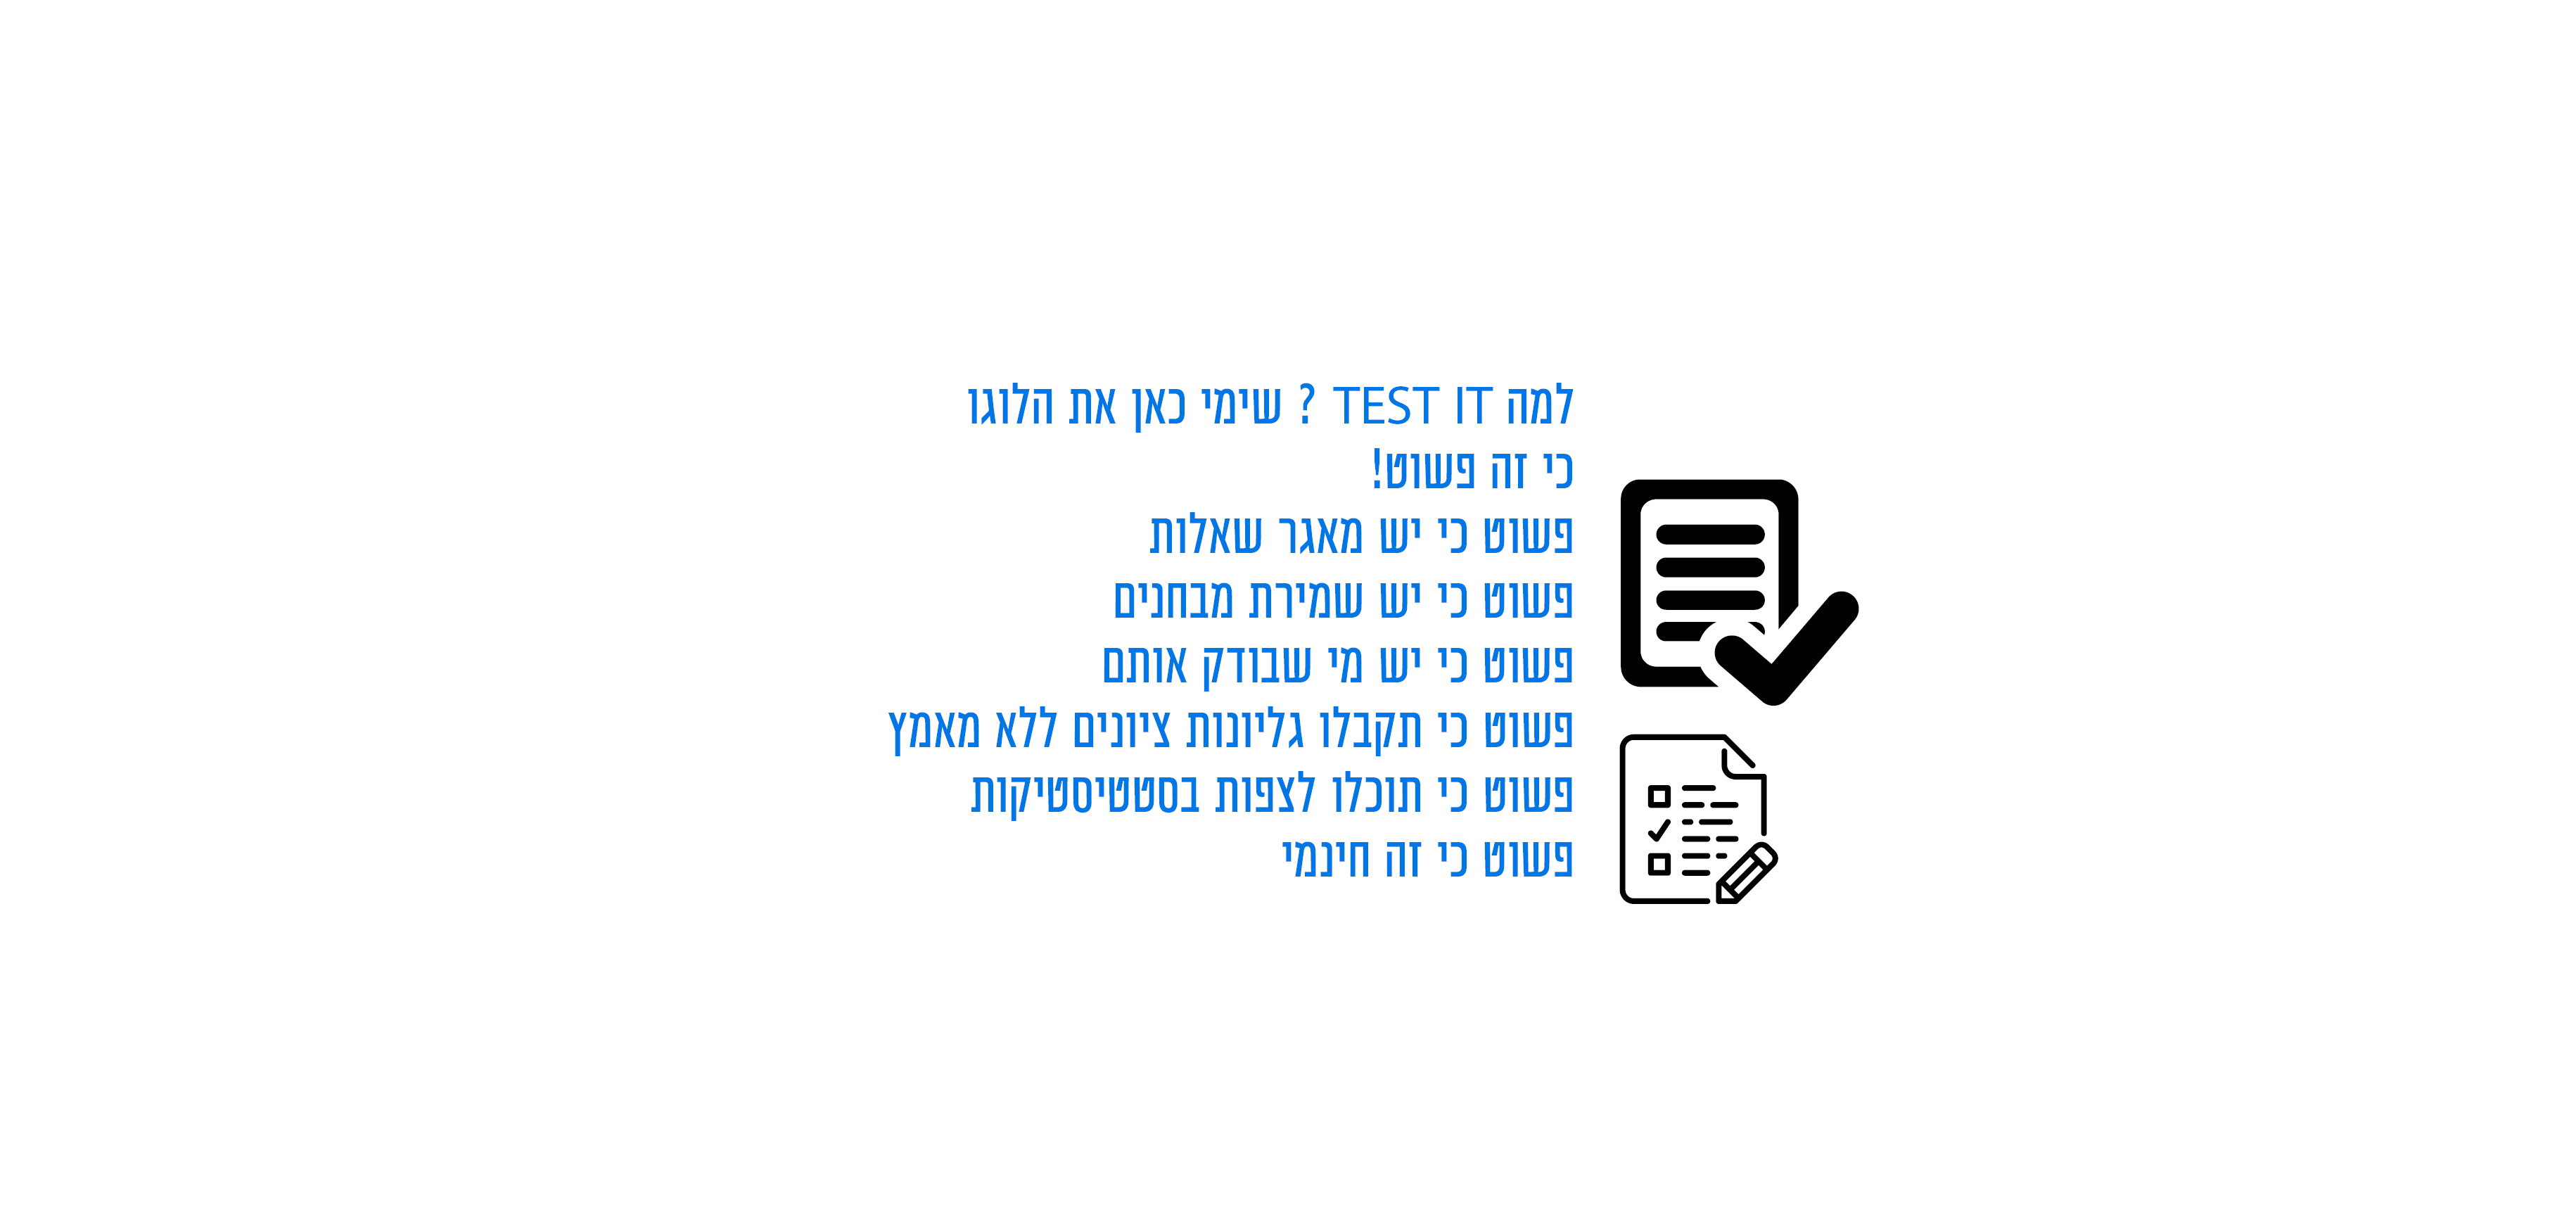 למה TEST IT ? שימי כאן את הלוגו
כי זה פשוט!
פשוט כי יש מאגר שאלות
פשוט כי יש שמירת מבחנים
פשוט כי יש מי שבודק אותם
פשוט כי תקבלו גליונות ציונים ללא מאמץ
פשוט כי תוכלו לצפות בסטטיסטיקות
פשוט כי זה חינמי